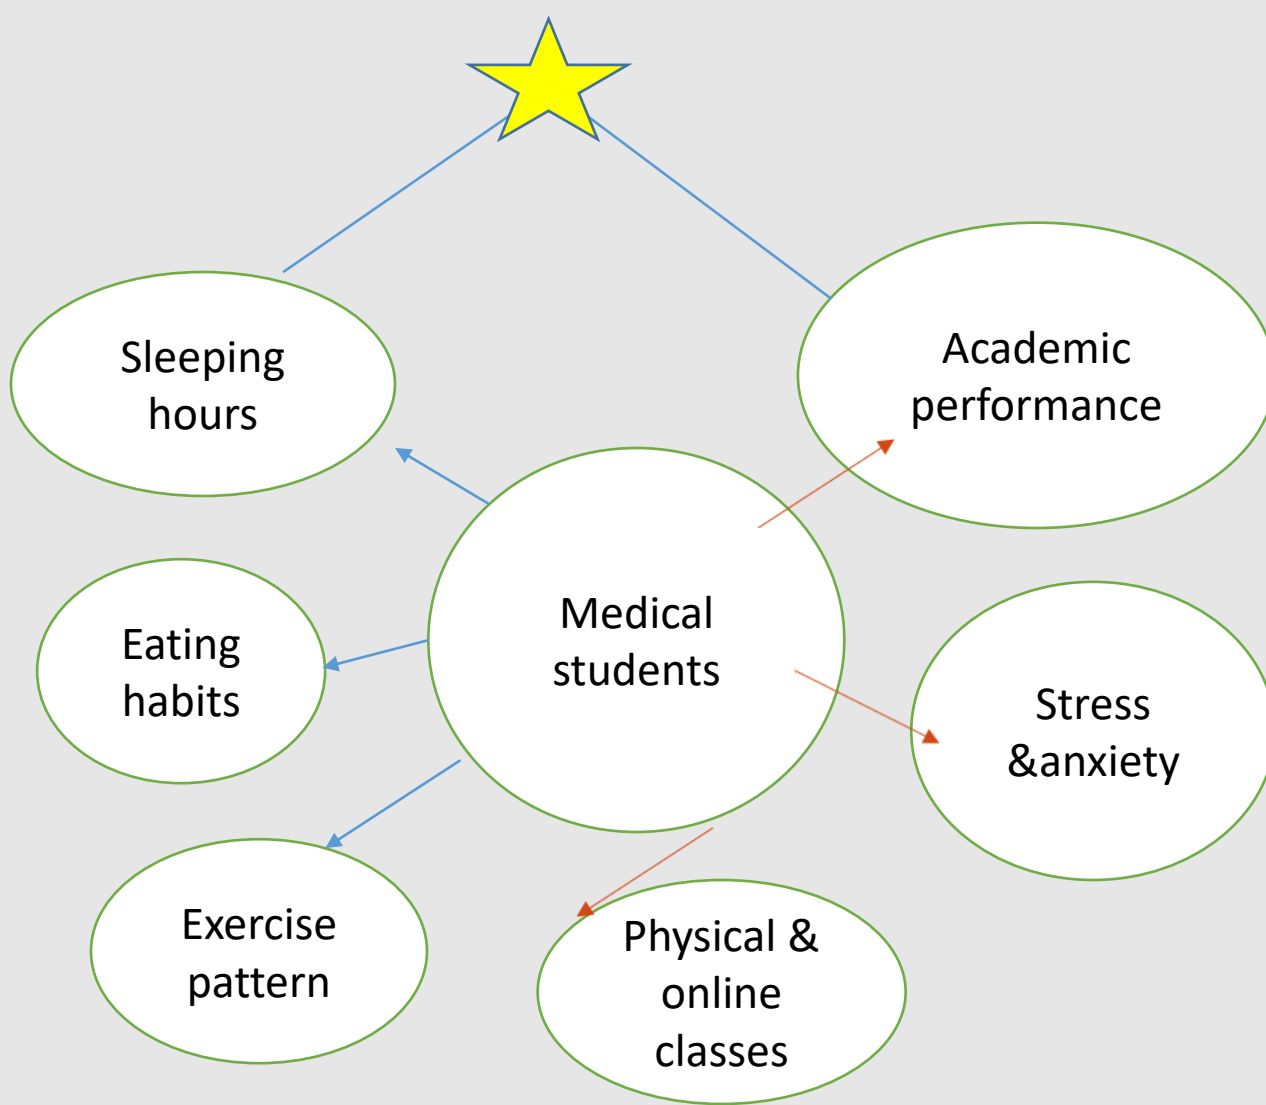 Sleeping
hours
Academic
performance
Medical
students
Eating
habits
Stress
&anxiety
Exercise
pattern
Physical &
online
classes